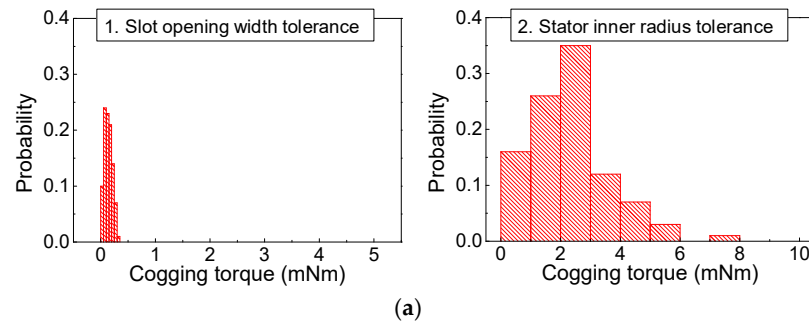 1. Slot opening width tolerance
0.4
0.3
0.2
0.1
0.0
Probability
0 1 2 3 4 5
Cogging torque (mNm)
2. Stator inner radius tolerance
0.4
0.3
0.2
0.1
0.0
Probability
0 2 4 6 8 10
Cogging torque (mNm)
(a)